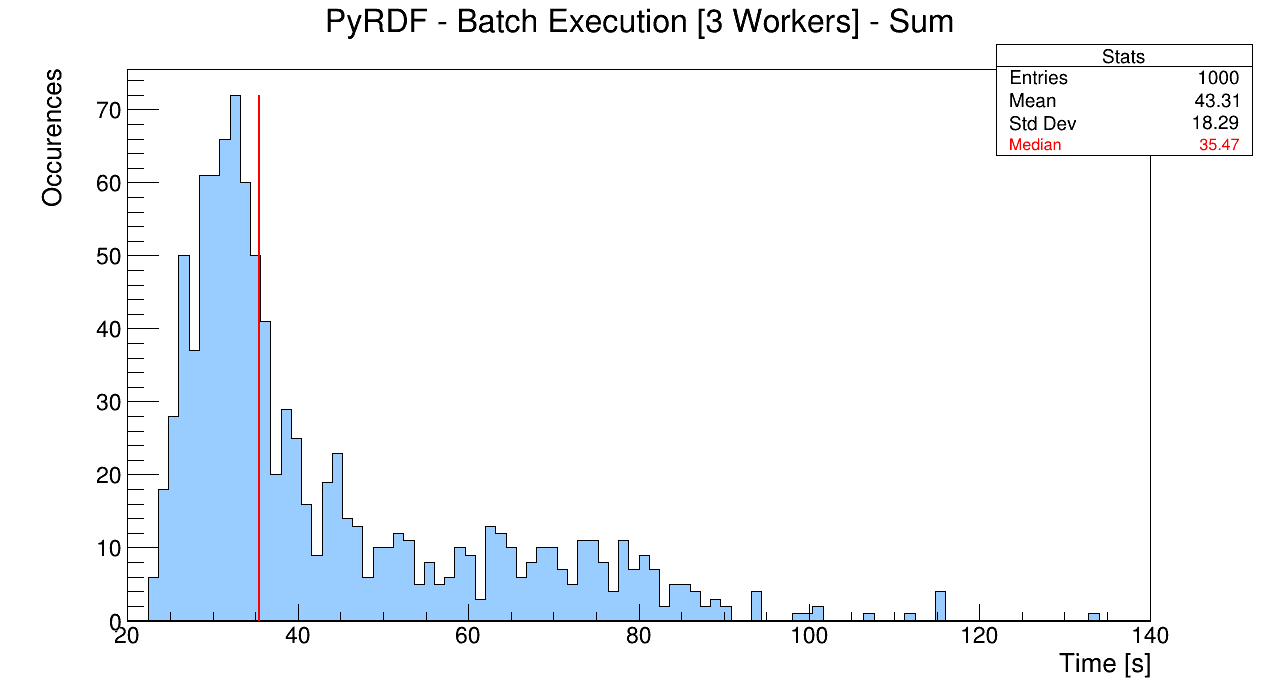 PyRDF - Batch Execution [3 Workers] - Sum
Stats
Entries 1000
Mean 43.31
Std Dev 18.29
Median 35.47
Occurences
70
60
50
40
30
20
10
0
20 40 60 80 100 120 140
Time [s]